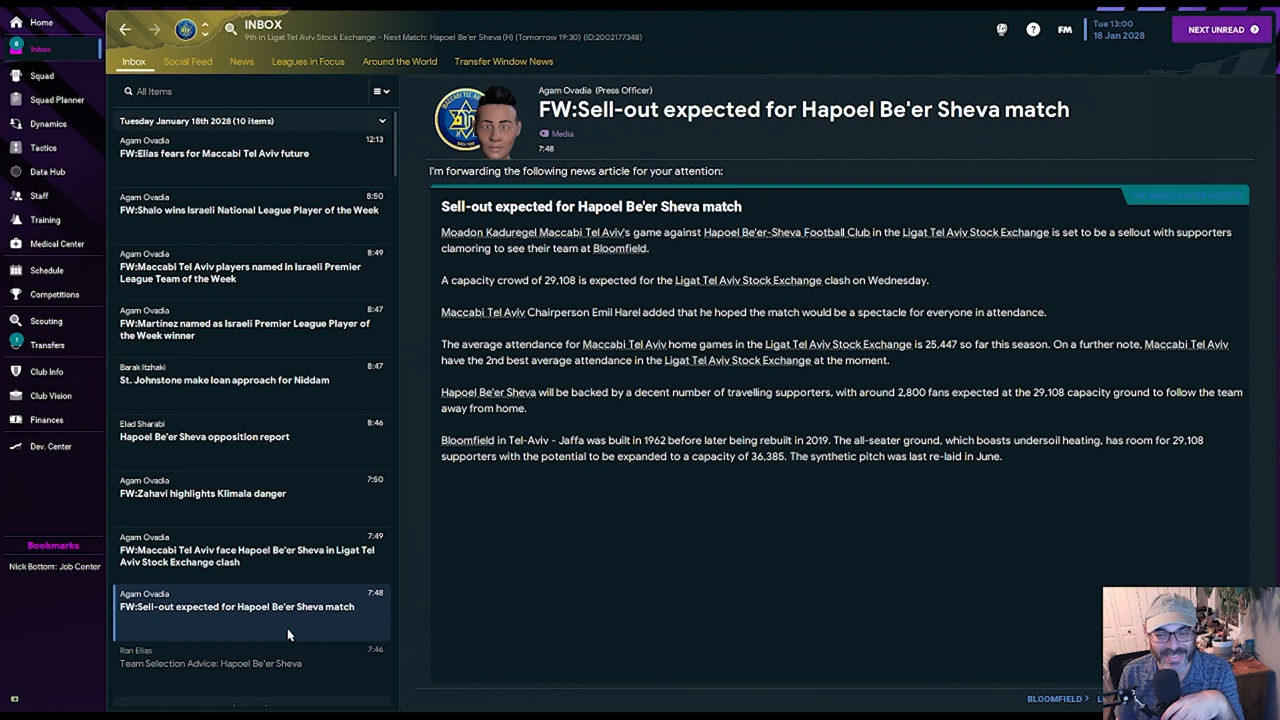 Home
INBOX
9th in Ligat Tel Aviv Stock Exchange - Next Match: Hapoel Be'er Sheva (H) (Tomorrow 19:30) (ID:2002177348)
FM
Tue 13:00
18 Jan 2028
NEXT UNREAD
8
Inbox
Inbox
Social Feed
News
Leagues in Focus
Around the World
Transfer Window News
Squad
Squad Planner
Dynamics
Tactics
Data Hub
Staff
Training
Medical Center
Schedule
Competitions
Scouting
1
Transfers
Club Info
Club Vision
Finances
Dev. Center
Bookmarks
Nick Bottom: Job Center
All Items
Tuesday January 18th 2028 (10 items)
Agam Ovadia 12:13
FW:Elias fears for Maccabi Tel Aviv future
Agam Ovadia 8:50
FW:Shalo wins Israeli National League Player of the Week
Agam Ovadia 8:49
FW:Maccabi Tel Aviv players named in Israeli Premier
League Team of the Week
Agam Ovadia 8:47
FW:Martínez named as Israeli Premier League Player of
the Week winner
Barak Itzhaki 8:47
St. Johnstone make loan approach for Niddam
Elad Sharabi 8:46
Hapoel Be'er Sheva opposition report
Agam Ovadia 7:50
FW:Zahavi highlights Klimala danger
Agam Ovadia 7:49
FW:Maccabi Tel Aviv face Hapoel Be'er Sheva in Ligat Tel
Aviv Stock Exchange clash
Agam Ovadia 7:48
FW:Sell-out expected for Hapoel Be'er Sheva match
Ran Elias 7:46
Team Selection Advice: Hapoel Be'er Sheva
Agam Ovadia (Press Officer)
FW:Sell-out expected for Hapoel Be'er Sheva match
Media
7:48
I'm forwarding the following news article for your attention:
Sell-out expected for Hapoel Be'er Sheva match
Moadon Kaduregel Maccabi Tel Aviv's game against Hapoel Be'er-Sheva Football Club in the Ligat Tel Aviv Stock Exchange is set to be a sellout with supporters
clamoring to see their team at Bloomfield.
A capacity crowd of 29,108 is expected for the Ligat Tel Aviv Stock Exchange clash on Wednesday.
Maccabi Tel Aviv Chairperson Emil Harel added that he hoped the match would be a spectacle for everyone in attendance.
The average attendance for Maccabi Tel Aviv home games in the Ligat Tel Aviv Stock Exchange is 25,447 so far this season. On a further note, Maccabi Tel Aviv
have the 2nd best average attendance in the Ligat Tel Aviv Stock Exchange at the moment.
Hapoel Be'er Sheva will be backed by a decent number of travelling supporters, with around 2,800 fans expected at the 29,108 capacity ground to follow the team
away from home.
Bloomfield in Tel-Aviv - Jaffa was built in 1962 before later being rebuilt in 2019. The all-seater ground, which boasts undersoil heating, has room for 29,108
supporters with the potential to be expanded to a capacity of 36,385. The synthetic pitch was last re-laid in June.
BLOOMFIELD